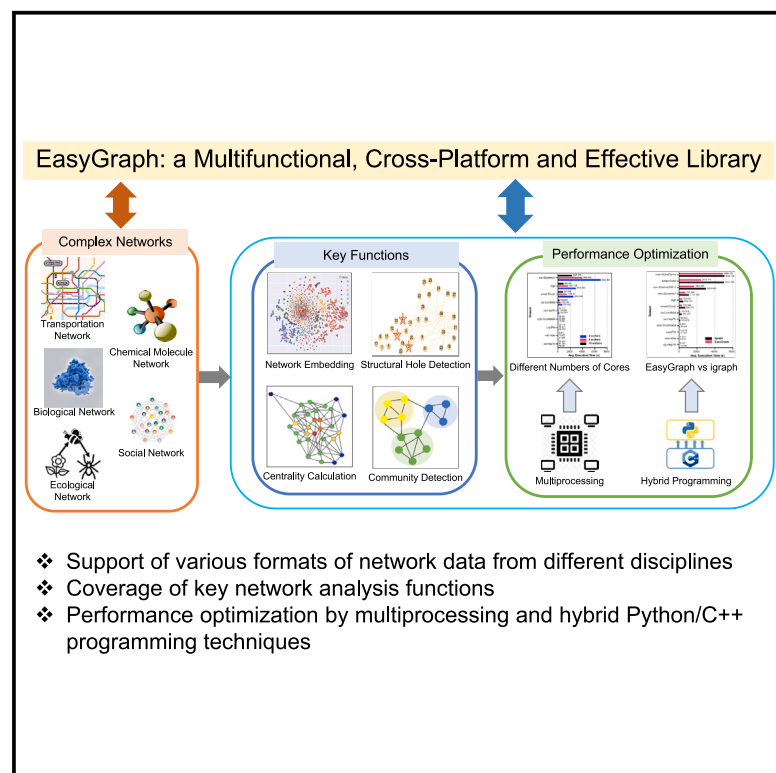 EasyGraph: a Multifunctional, Cross-Platform and Effective Library
Complex Networks
Transportation
Network
Chemical Molecule
Network
Biological Network
Social Network
Ecological
Network
Key Functions
Network Embedding
Structural Hole Detection
Centrality Calculation
Community Detection
Performance Optimization
Different Numbers of Cores
EasyGraph vs igraph
Multiprocessing
Hybrid Programming
❖ Support of various formats of network data from different disciplines
❖ Coverage of key network analysis functions
❖ Performance optimization by multiprocessing and hybrid Python/C++
programming techniques